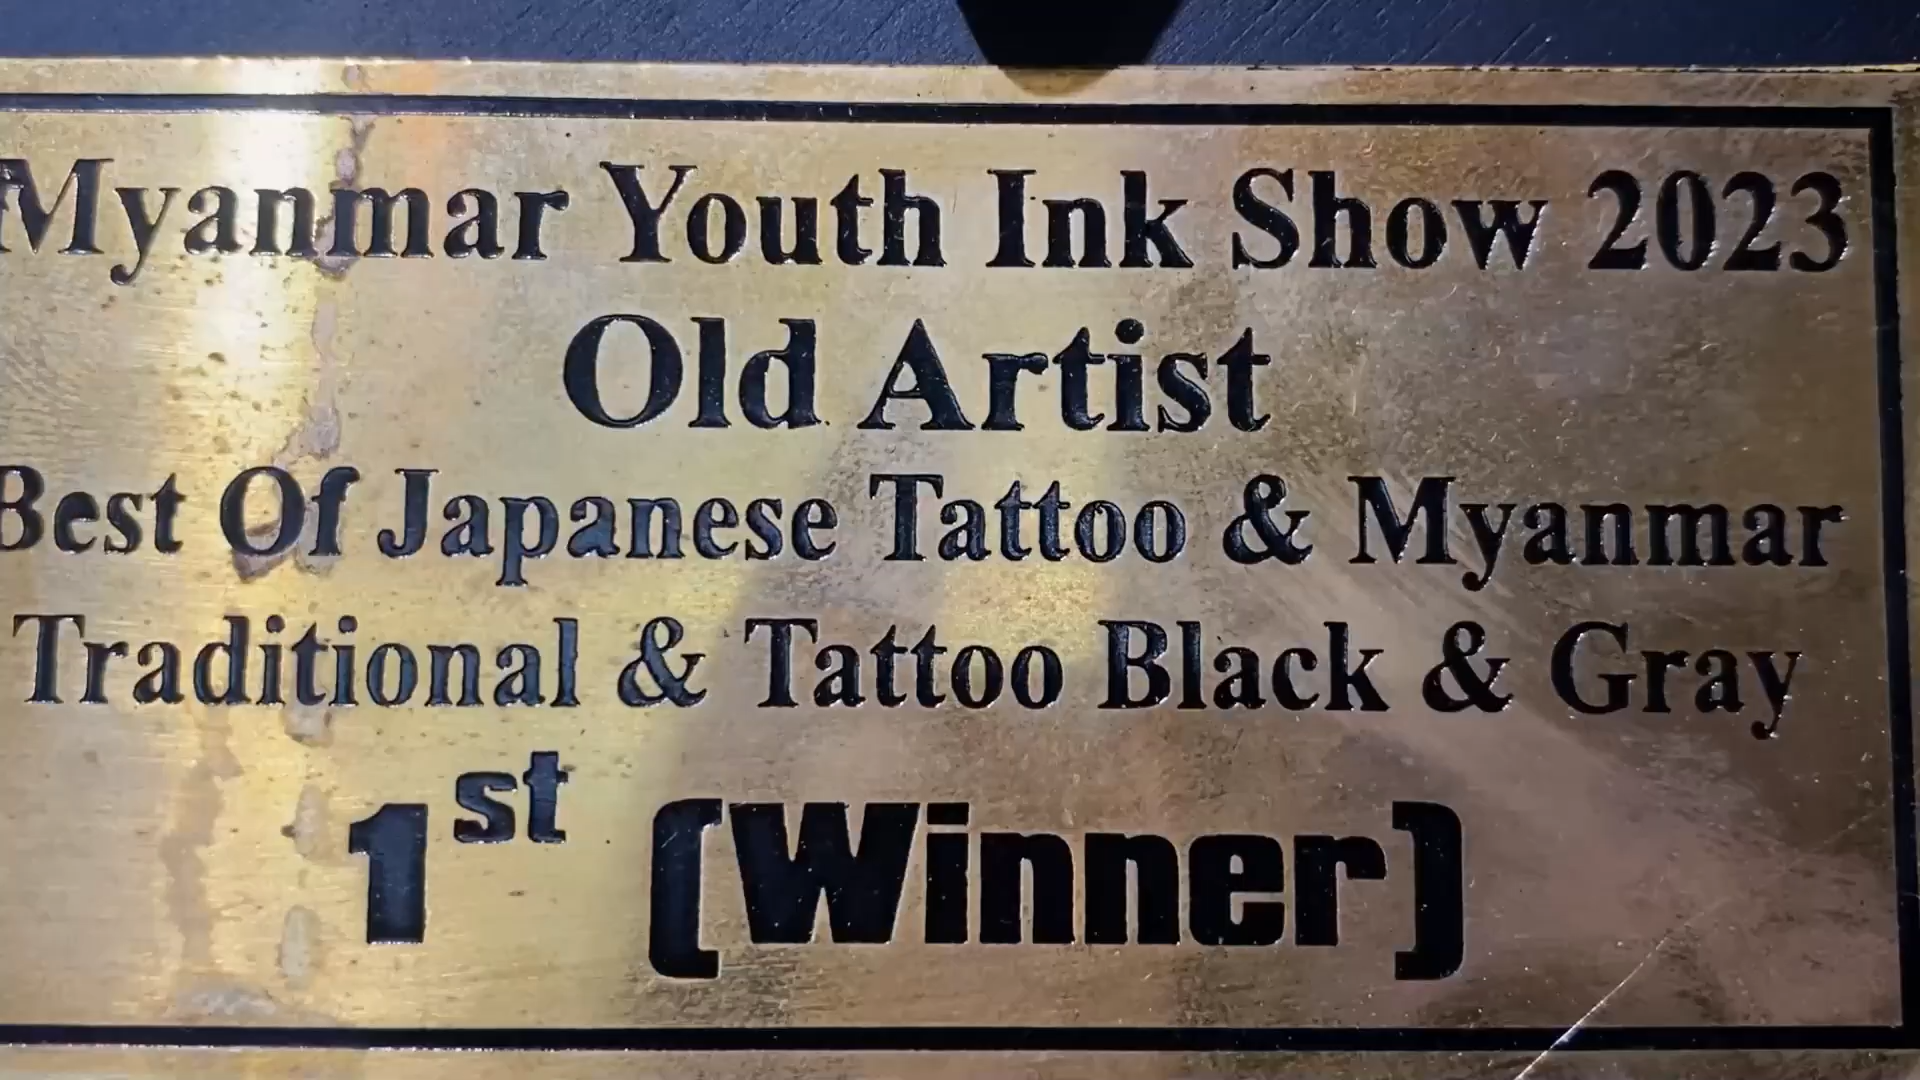 Myanmar Youth Ink Show 2023
Old Artist
Best Of Japanese Tattoo & Myanmar
Traditional & Tattoo Black & Gray
1st (Winner)